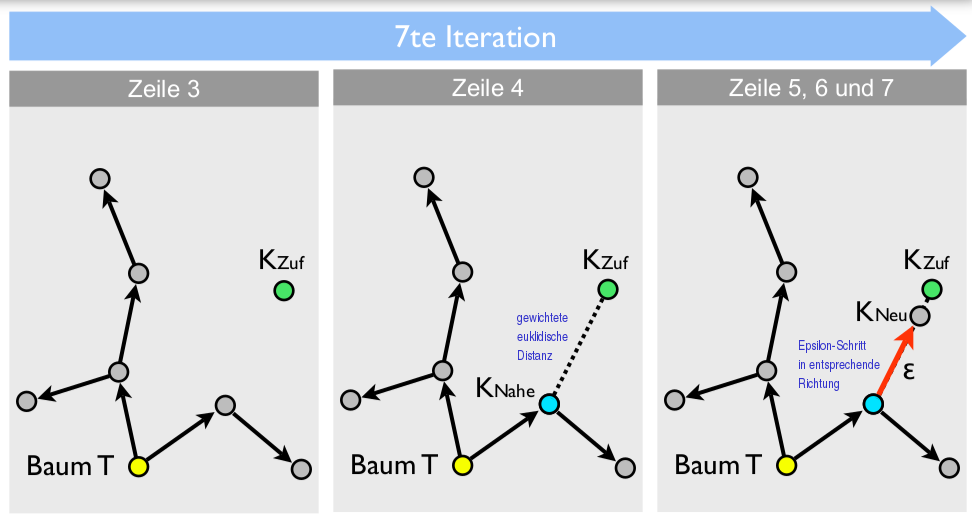 7te Iteration
Zeile 3
KZuf
Baum T
Zeile 4
KZuf
gewichtete
euklidische
Distanz
KNahe
Baum T
Zeile 5, 6 und 7
KZuf
KNeu
Epsilon-Schritt
in entsprechende
Richtung
ε
Baum T